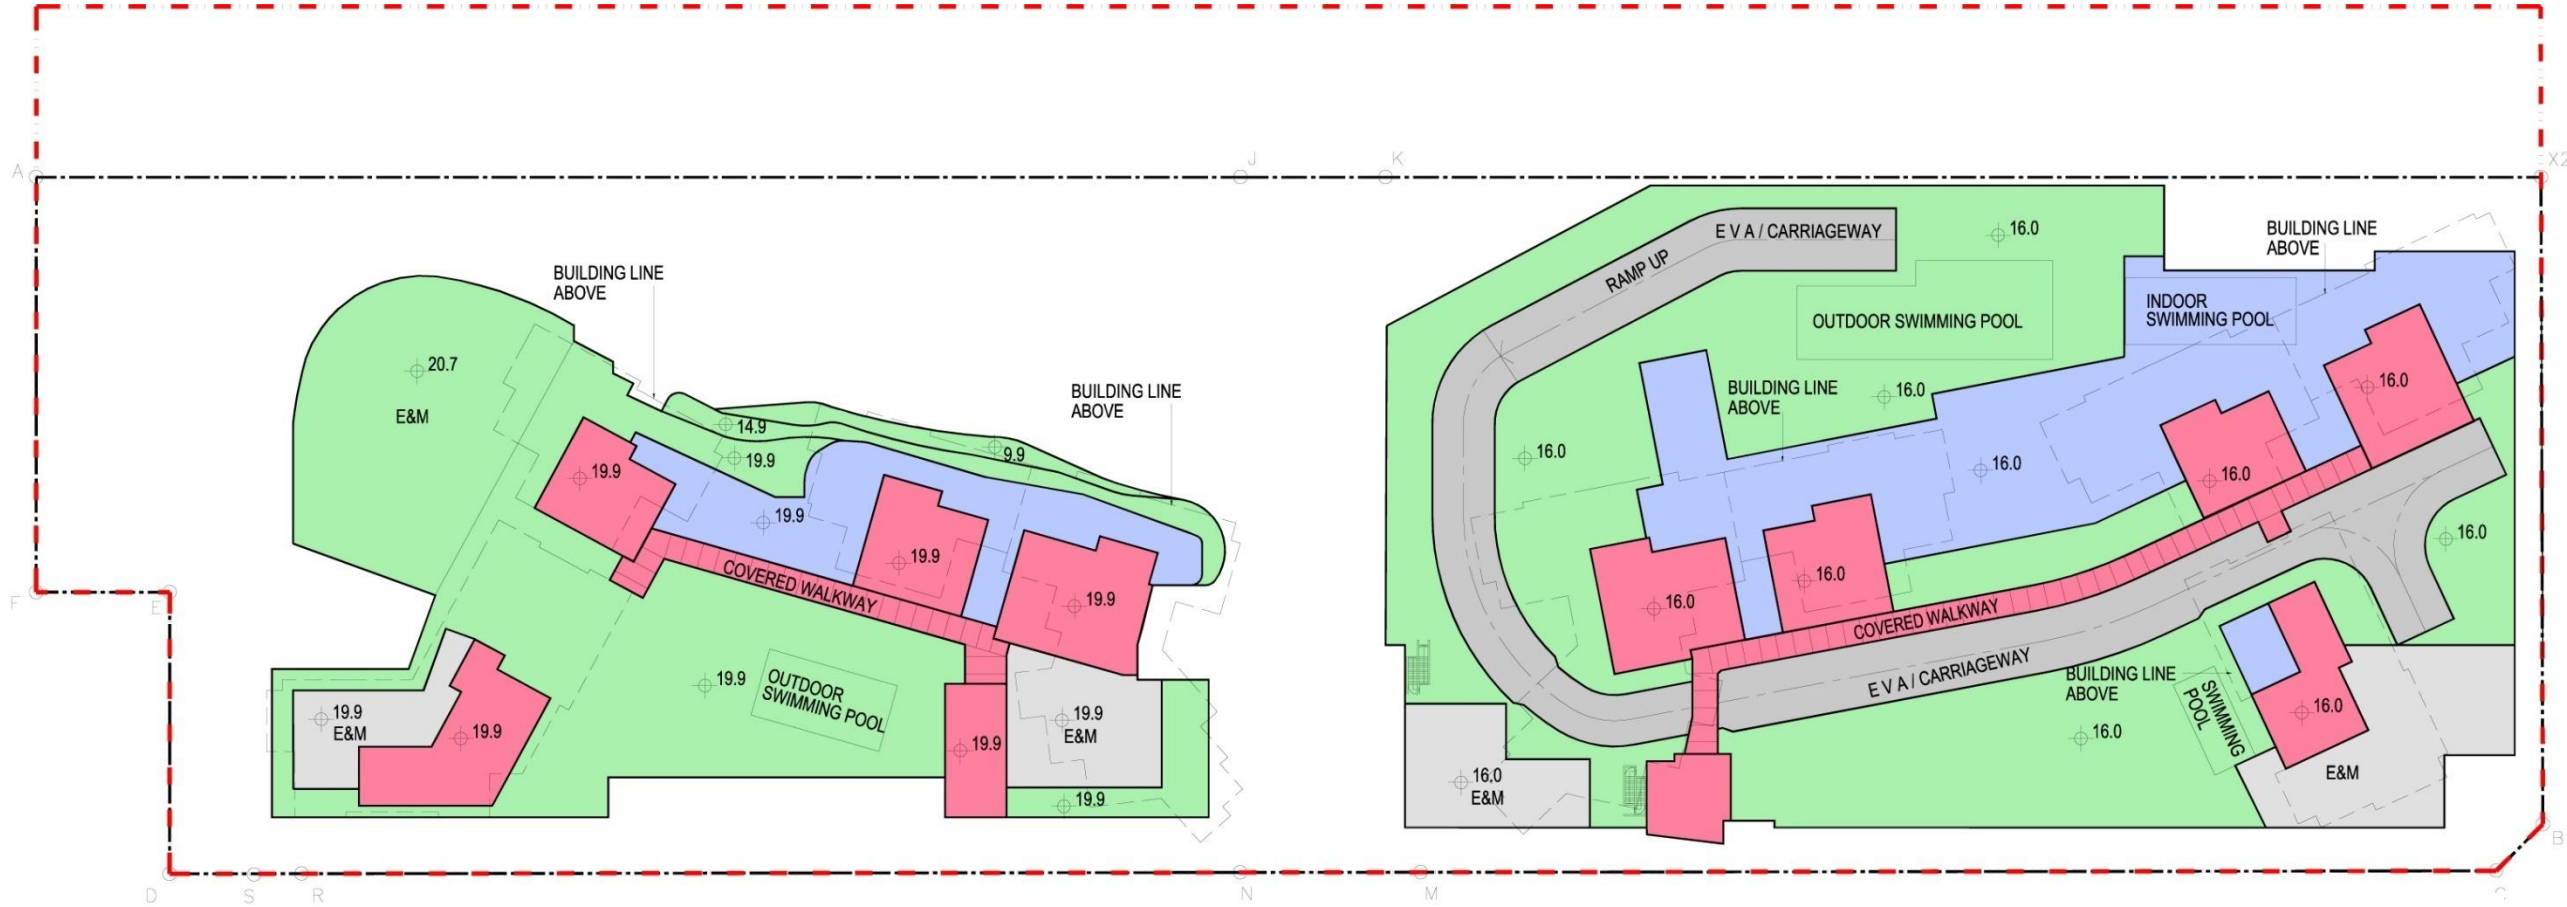 A
J
K
X2
E V A / CARRIAGEWAY
16.0
BUILDING LINE
ABOVE
BUILDING LINE
ABOVE
RAMP UP
INDOOR
SWIMMING POOL
OUTDOOR SWIMMING POOL
20.7
E&M
BUILDING LINE
ABOVE
BUILDING LINE
ABOVE
16.0
16.0
14.9
9.9
19.9
16.0
19.9
16.0
16.0
19.9
19.9
16.0
COVERED WALKWAY
19.9
16.0
16.0
F
E
COVERED WALKWAY
E V A / CARRIAGEWAY
BUILDING LINE
ABOVE
19.9
OUTDOOR
SWIMMING POOL
SWIMMING
POOL
19.9
E&M
19.9
19.9
19.9
E&M
16.0
16.0
16.0
E&M
E&M
19.9
B
D
S
R
N
M